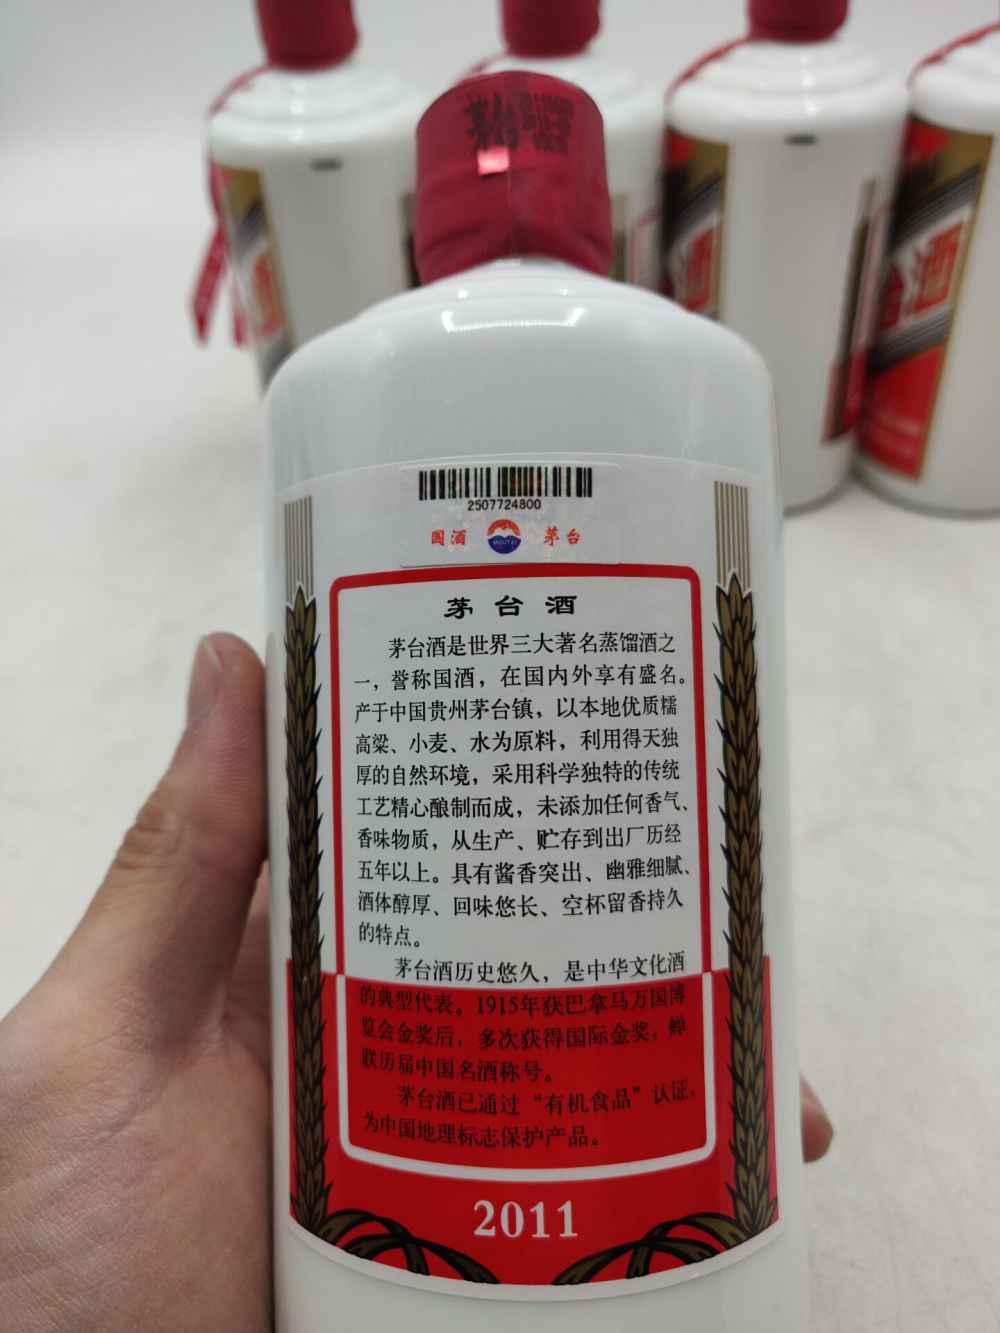 茅台酒
酒
台酒
2507724800
国酒 MOUTAI 茅台
茅台酒
茅台酒是世界三大著名蒸馏酒之
一，誉称国酒，在国内外享有盛名。
产于中国贵州茅台镇，以本地优质糯
高粱、小麦、水为原料，利用得天独
厚的自然环境，采用科学独特的传统
工艺精心酿制而成，未添加任何香气、
香味物质，从生产、贮存到出厂历经
五年以上。具有酱香突出、幽雅细腻、
酒体醇厚、回味悠长、空杯留香持久
的特点。
茅台酒历史悠久，是中华文化酒
的典型代表。1915年获巴拿马万国博
览会金奖后，多次获得国际金奖，蝉
联历届中国名酒称号。
茅台酒已通过“有机食品”认证，
为中国地理标志保护产品。
2011